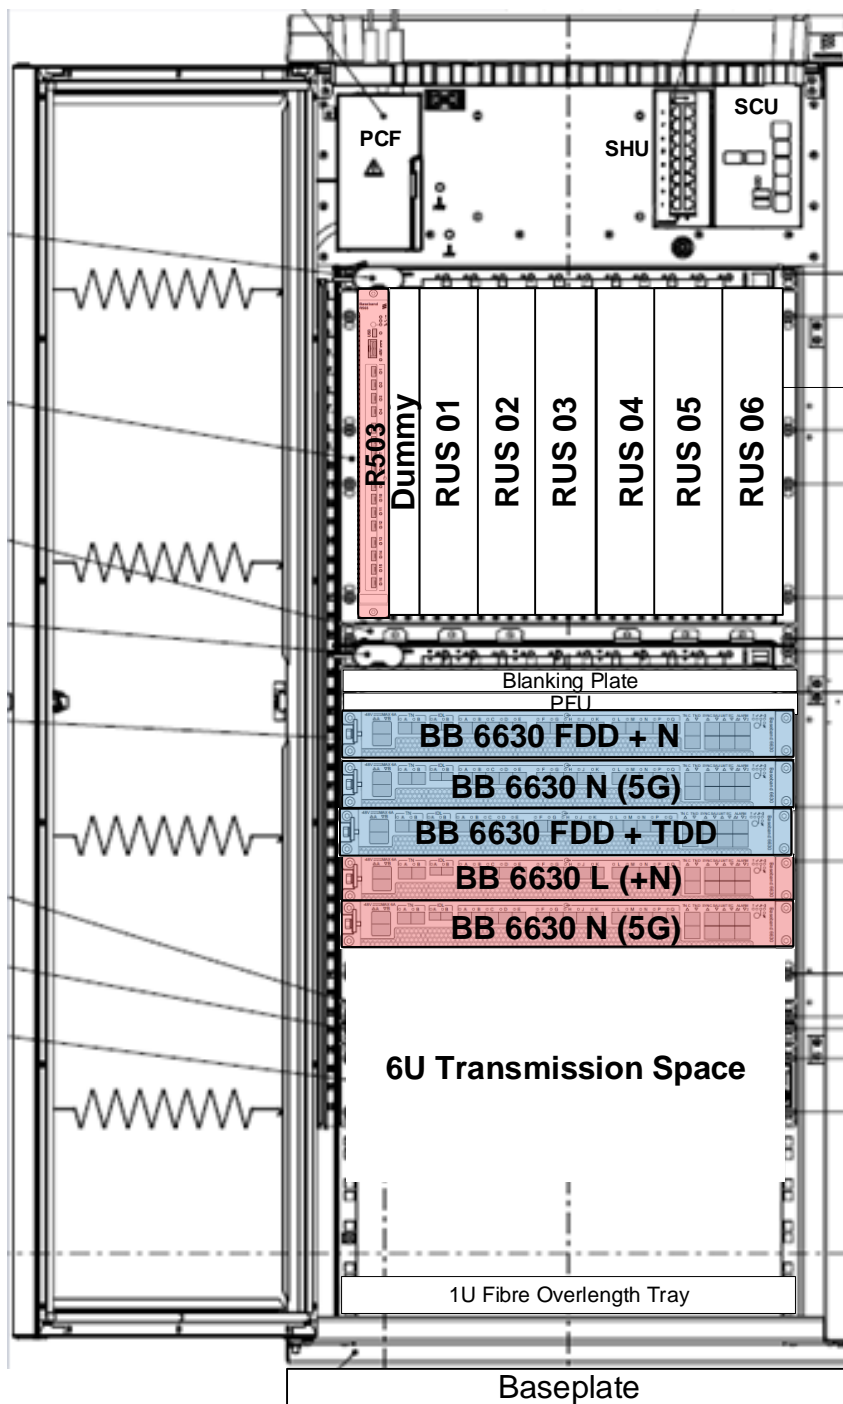 PCF
SHU
SCU
R503
Dummy
RUS 01
RUS 02
RUS 03
RUS 04
RUS 05
RUS 06
Blanking Plate
PFU
BB 6630 FDD + N
BB 6630 N (5G)
BB 6630 FDD + TDD
BB 6630 L (+N)
BB 6630 N (5G)
6U Transmission Space
1U Fibre Overlength Tray
Baseplate